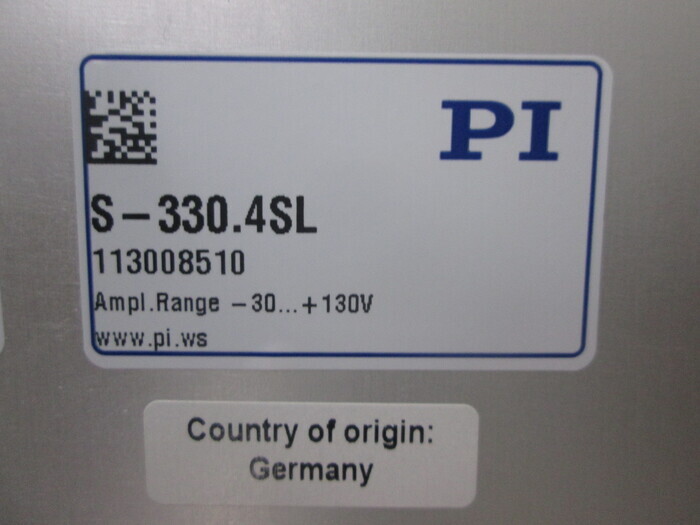 PI
S-330.4SL
113008510
Ampl.Range -30...+130V
www.pi.ws
Country of origin:
Germany